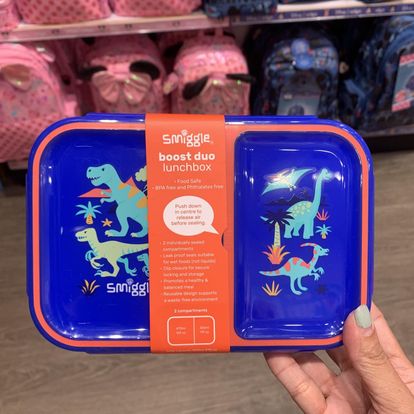 smiggle
boost duo
lunchbox
• Food Safe
• BPA free and Phthalates free
Push down
in centre to
release air
before sealing
• 2 individually sealed
compartments
• Leak proof seals suitable
for wet foods (not liquids)
• Clip closure for secure
locking and storage
• Promotes a healthy &
balanced meal
• Reusable design supports
a waste-free environment
2 compartments
smiggle